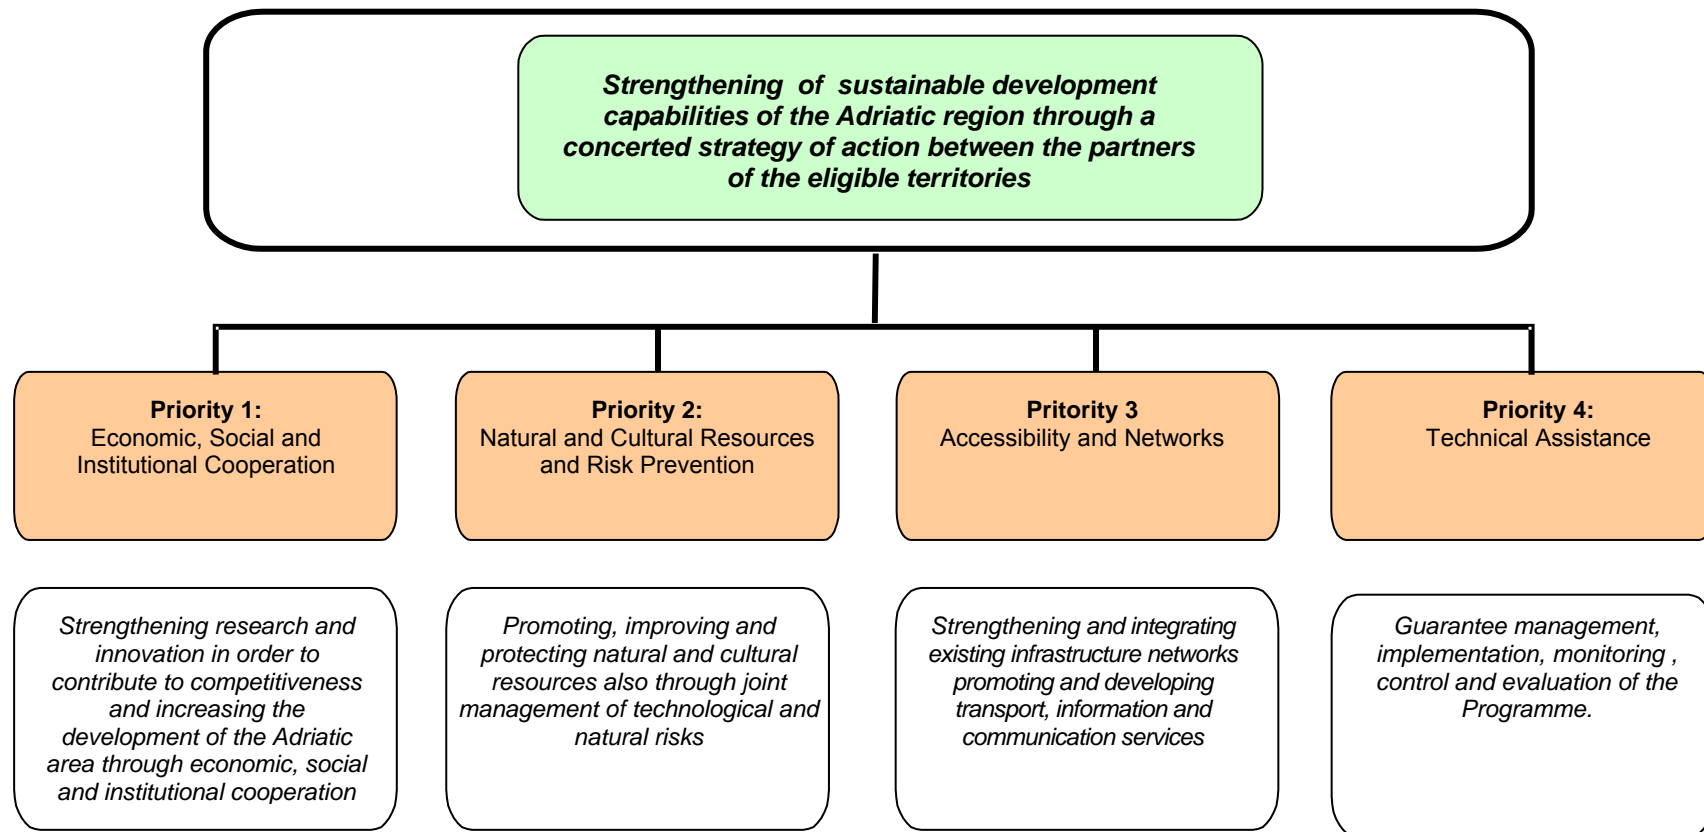 Strengthening of sustainable development
capabilities of the Adriatic region through a
concerted strategy of action between the partners
of the eligible territories
Priority 1:
Economic, Social and
Institutional Cooperation
Priority 2:
Natural and Cultural Resources
and Risk Prevention
Pritority 3
Accessibility and Networks
Priority 4:
Technical Assistance
Strengthening research and
innovation in order to
contribute to competitiveness
and increasing the
development of the Adriatic
area through economic, social
and institutional cooperation
Promoting, improving and
protecting natural and cultural
resources also through joint
management of technological and
natural risks
Strengthening and integrating
existing infrastructure networks
promoting and developing
transport, information and
communication services
Guarantee management,
implementation, monitoring ,
control and evaluation of the
Programme.